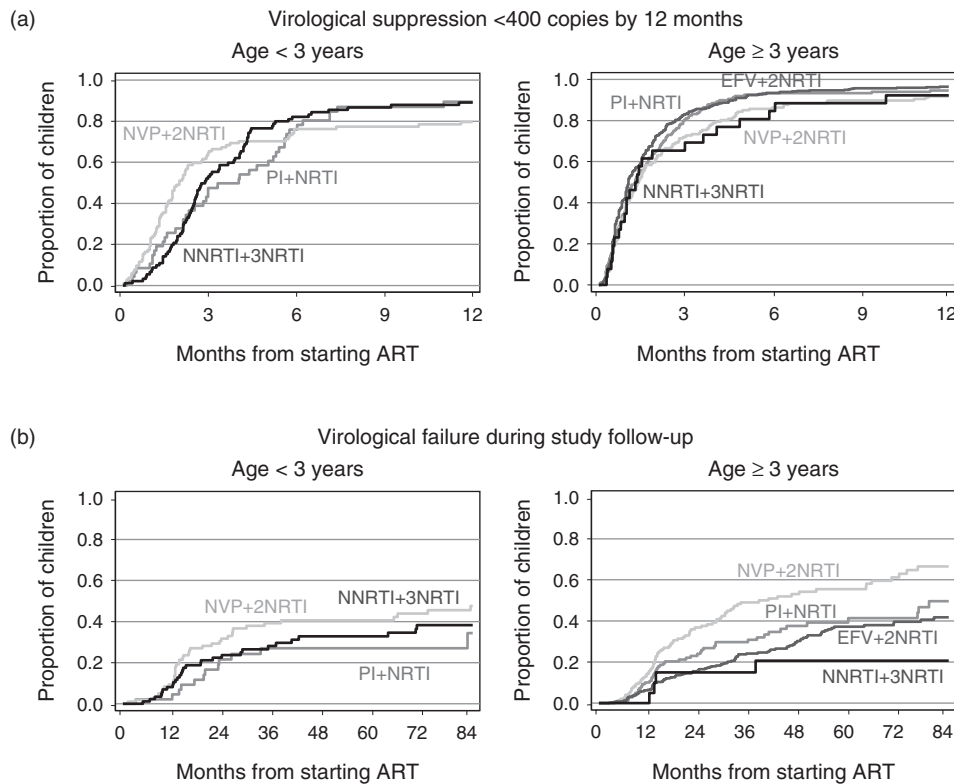 (a)
Virological suppression <400 copies by 12 months
Age < 3 years
Proportion of children
1.0
0.8
0.6
0.4
0.2
0.0
NVP+2NRTI
PI+NRTI
NNRTI+3NRTI
0 3 6 9 12
Months from starting ART
Age ≥ 3 years
Proportion of children
1.0
0.8
0.6
0.4
0.2
0.0
EFV+2NRTI
PI+NRTI
NVP+2NRTI
NNRTI+3NRTI
0 3 6 9 12
Months from starting ART
(b)
Virological failure during study follow-up
Age < 3 years
Proportion of children
1.0
0.8
0.6
0.4
0.2
0.0
NVP+2NRTI
NNRTI+3NRTI
PI+NRTI
0 12 24 36 48 60 72 84
Months from starting ART
Age ≥ 3 years
Proportion of children
1.0
0.8
0.6
0.4
0.2
0.0
NVP+2NRTI
PI+NRTI
EFV+2NRTI
NNRTI+3NRTI
0 12 24 36 48 60 72 84
Months from starting ART